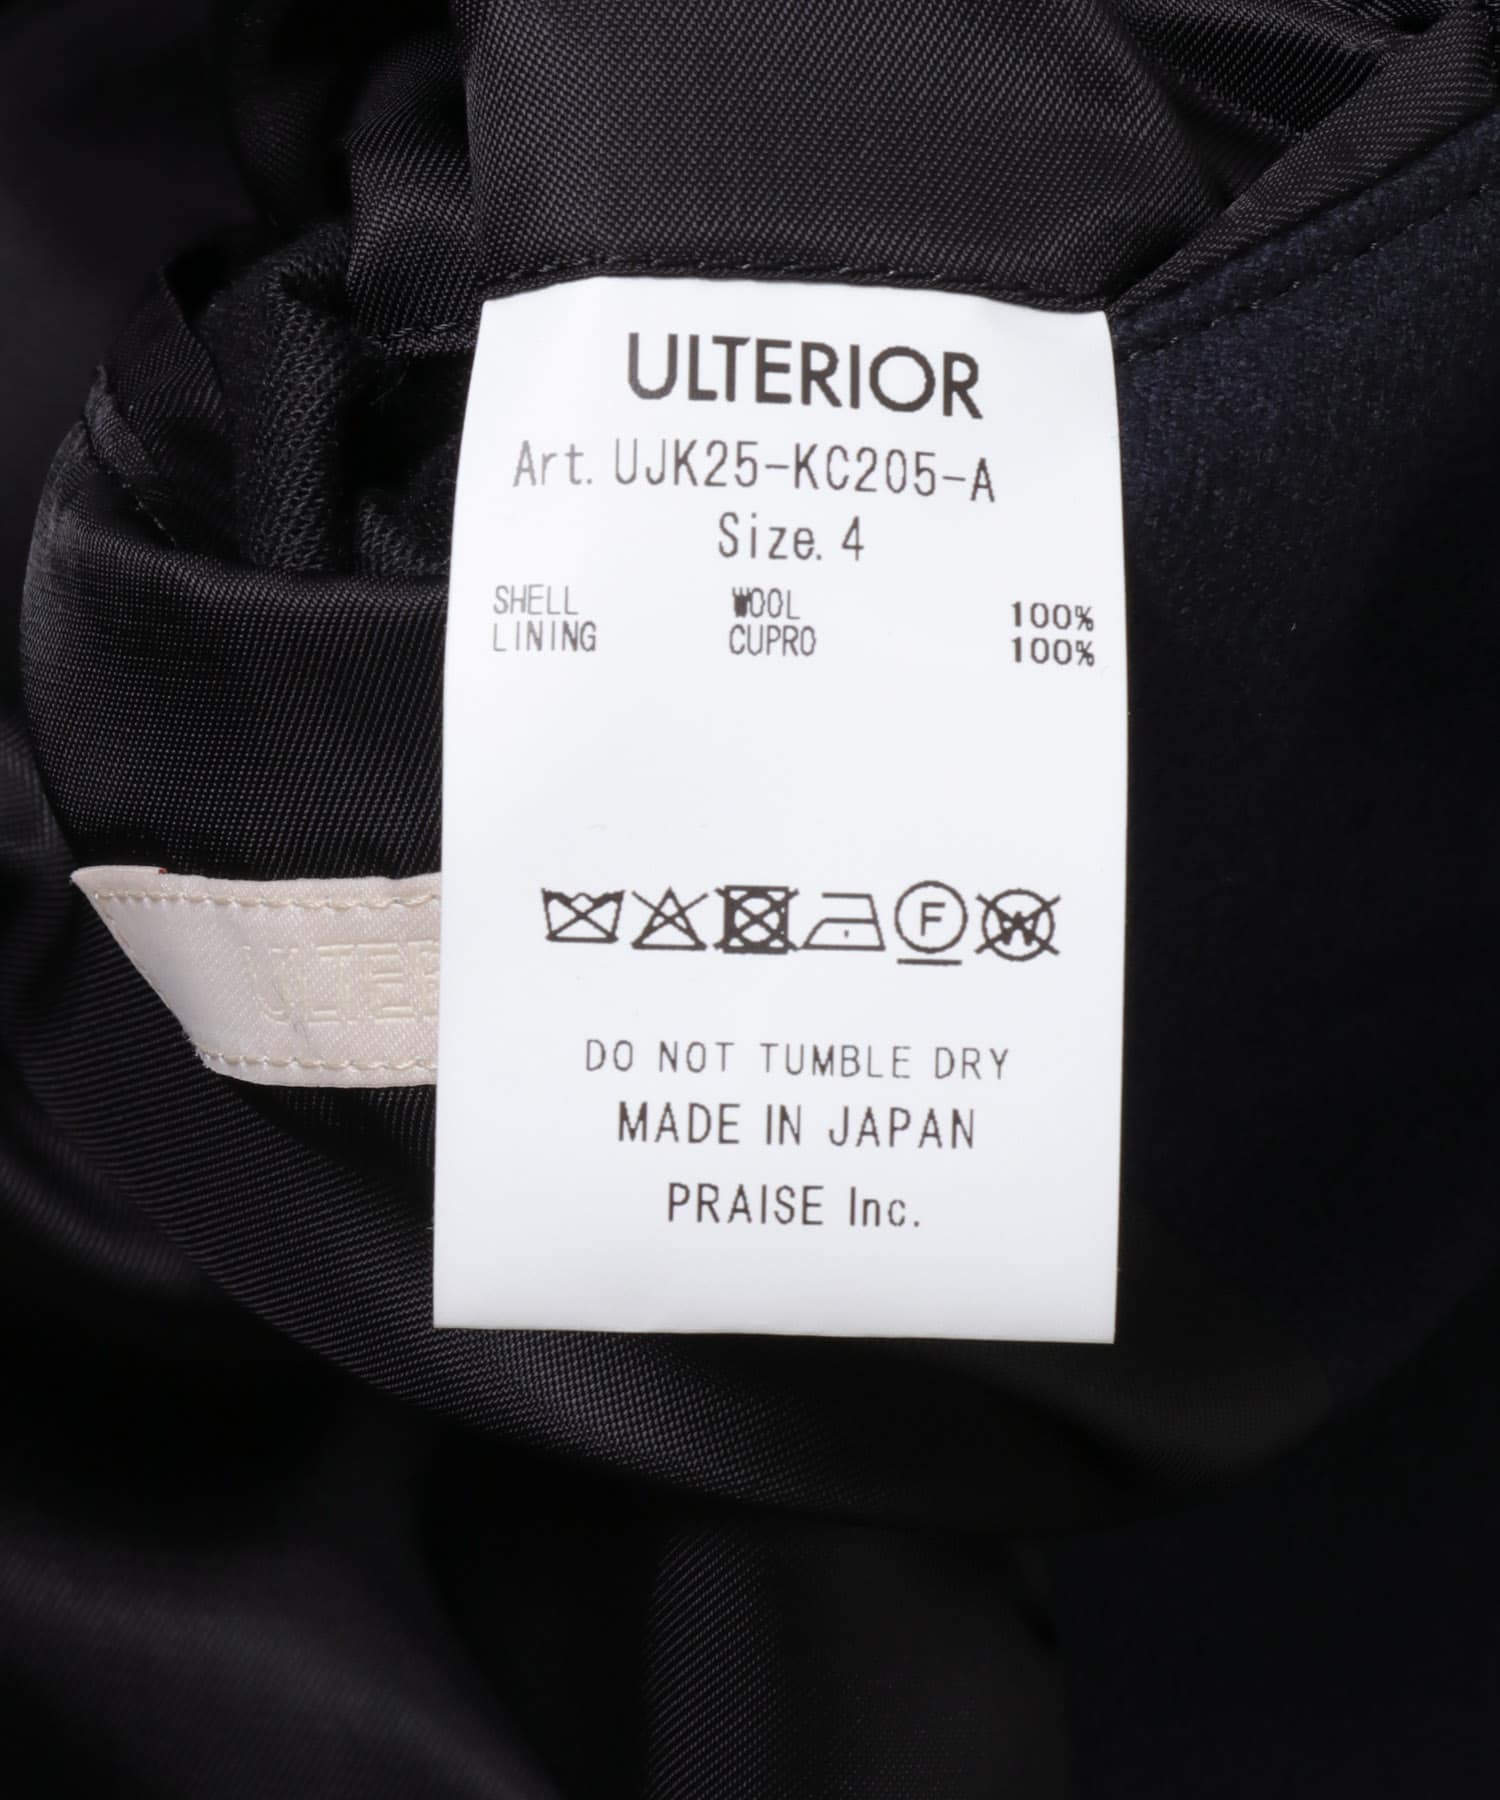 ULTERIOR
Art. UJK25-KC205-A
Size. 4
SHELL WOOL 100%
LINING CUPRO 100%
F W
DO NOT TUMBLE DRY
MADE IN JAPAN
PRAISE Inc.
ULTE